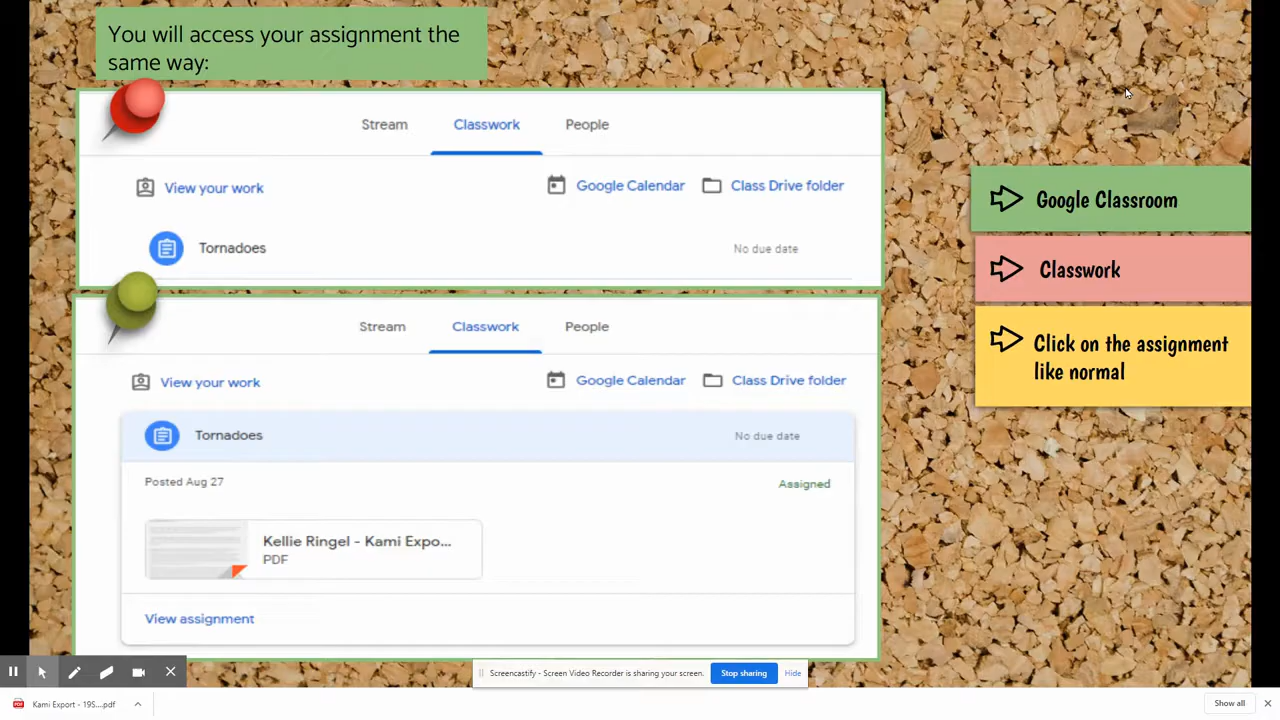 You will access your assignment the
same way:
Stream Classwork People
View your work Google Calendar Class Drive folder
Tornadoes No due date
Stream Classwork People
View your work Google Calendar Class Drive folder
Tornadoes No due date
Posted Aug 27 Assigned
Kellie Ringel - Kami Expo...
PDF
View assignment
Google Classroom
Classwork
Click on the assignment
like normal
Screencastify - Screen Video Recorder is sharing your screen. Stop sharing Hide
Kami Export - 19S....pdf Show all